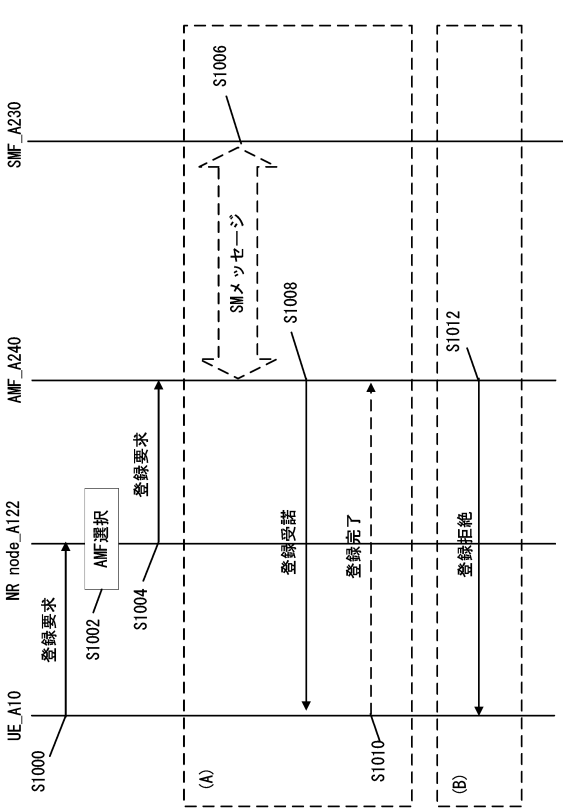 UE_A10
NR node_A122
AMF_A240
SMF_A230
S1000
登録要求
S1002
AMF選択
S1004
登録要求
(A)
SMメッセージ
S1006
登録受諾
S1008
登録完了
S1010
(B)
登録拒絶
S1012